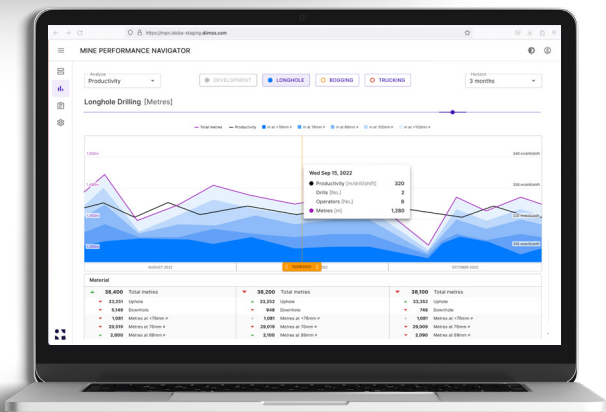 https://mpn.idoba-staging.diimos.com
MINE PERFORMANCE NAVIGATOR
Analyse
Productivity
DEVELOPMENT
LONGHOLE
BOGGING
TRUCKING
Horizon
3 months
Longhole Drilling [Metres]
Total metres
Productivity
Wed Sep 15, 2022
Productivity [m/drill/shift] 320
Drills [No.] 2
Operators [No.] 8
Metres [m] 1,280
AUGUST 2022
OCTOBER 2022
Material
38,400 Total metres
38,200 Total metres
38,100 Total metres
33,251 Uphole
33,252 Uphole
33,352 Uphole
5,149 Downhole
948 Downhole
748 Downhole
1,081 Metres at <76mm ø
1,081 Metres at <76mm ø
1,081 Metres at <76mm ø
29,519 Metres at 76mm ø
29,019 Metres at 76mm ø
29,009 Metres at 76mm ø
2,800 Metres at 89mm ø
2,100 Metres at 89mm ø
2,090 Metres at 89mm ø